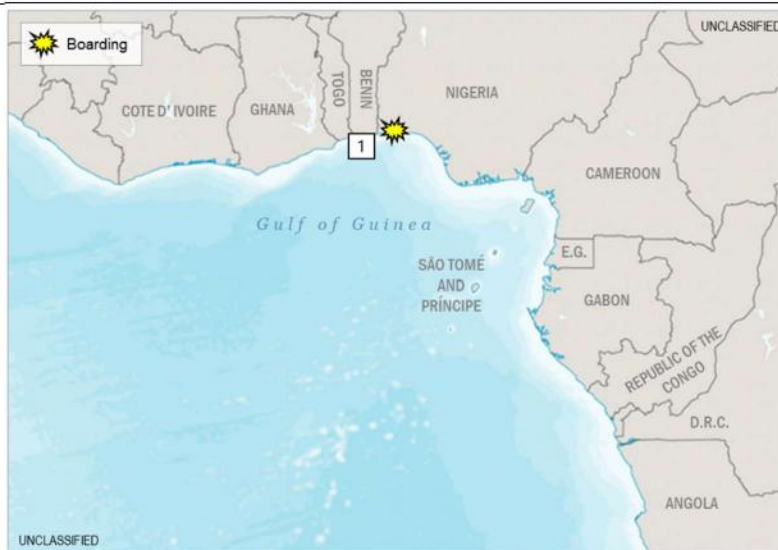 Boarding
UNCLASSIFIED
COTE D' IVOIRE
GHANA
TOGO
BENIN
NIGERIA
1
CAMEROON
Gulf of Guinea
E.G.
SÃO TOMÉ
AND
PRÍNCIPE
GABON
REPUBLIC OF THE
CONGO
D.R.C.
ANGOLA
UNCLASSIFIED